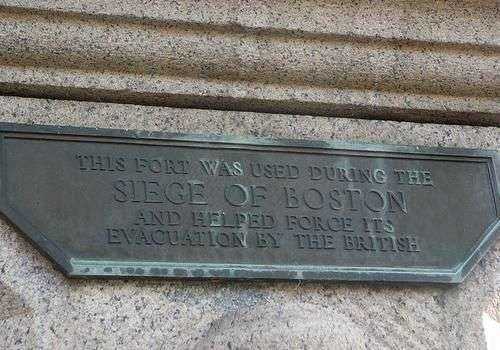 THIS FORT WAS USED DURING THE
SIEGE OF BOSTON
AND HELPED FORCE ITS
EVACUATION BY THE BRITISH